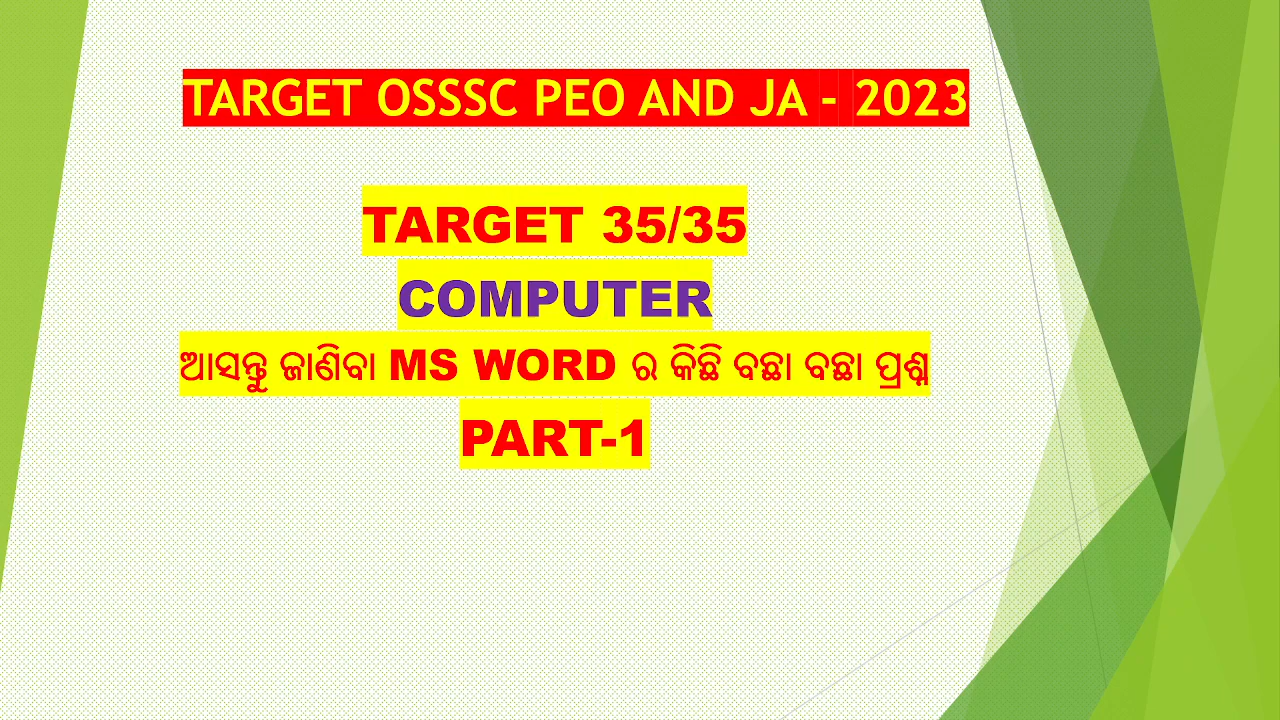 TARGET OSSSC PEO AND JA - 2023
TARGET 35/35
COMPUTER
ଆସନ୍ତୁ ଜାଣିବା MS WORD ର କିଛି ବଛା ବଛା ପ୍ରଶ୍ନ
PART-1